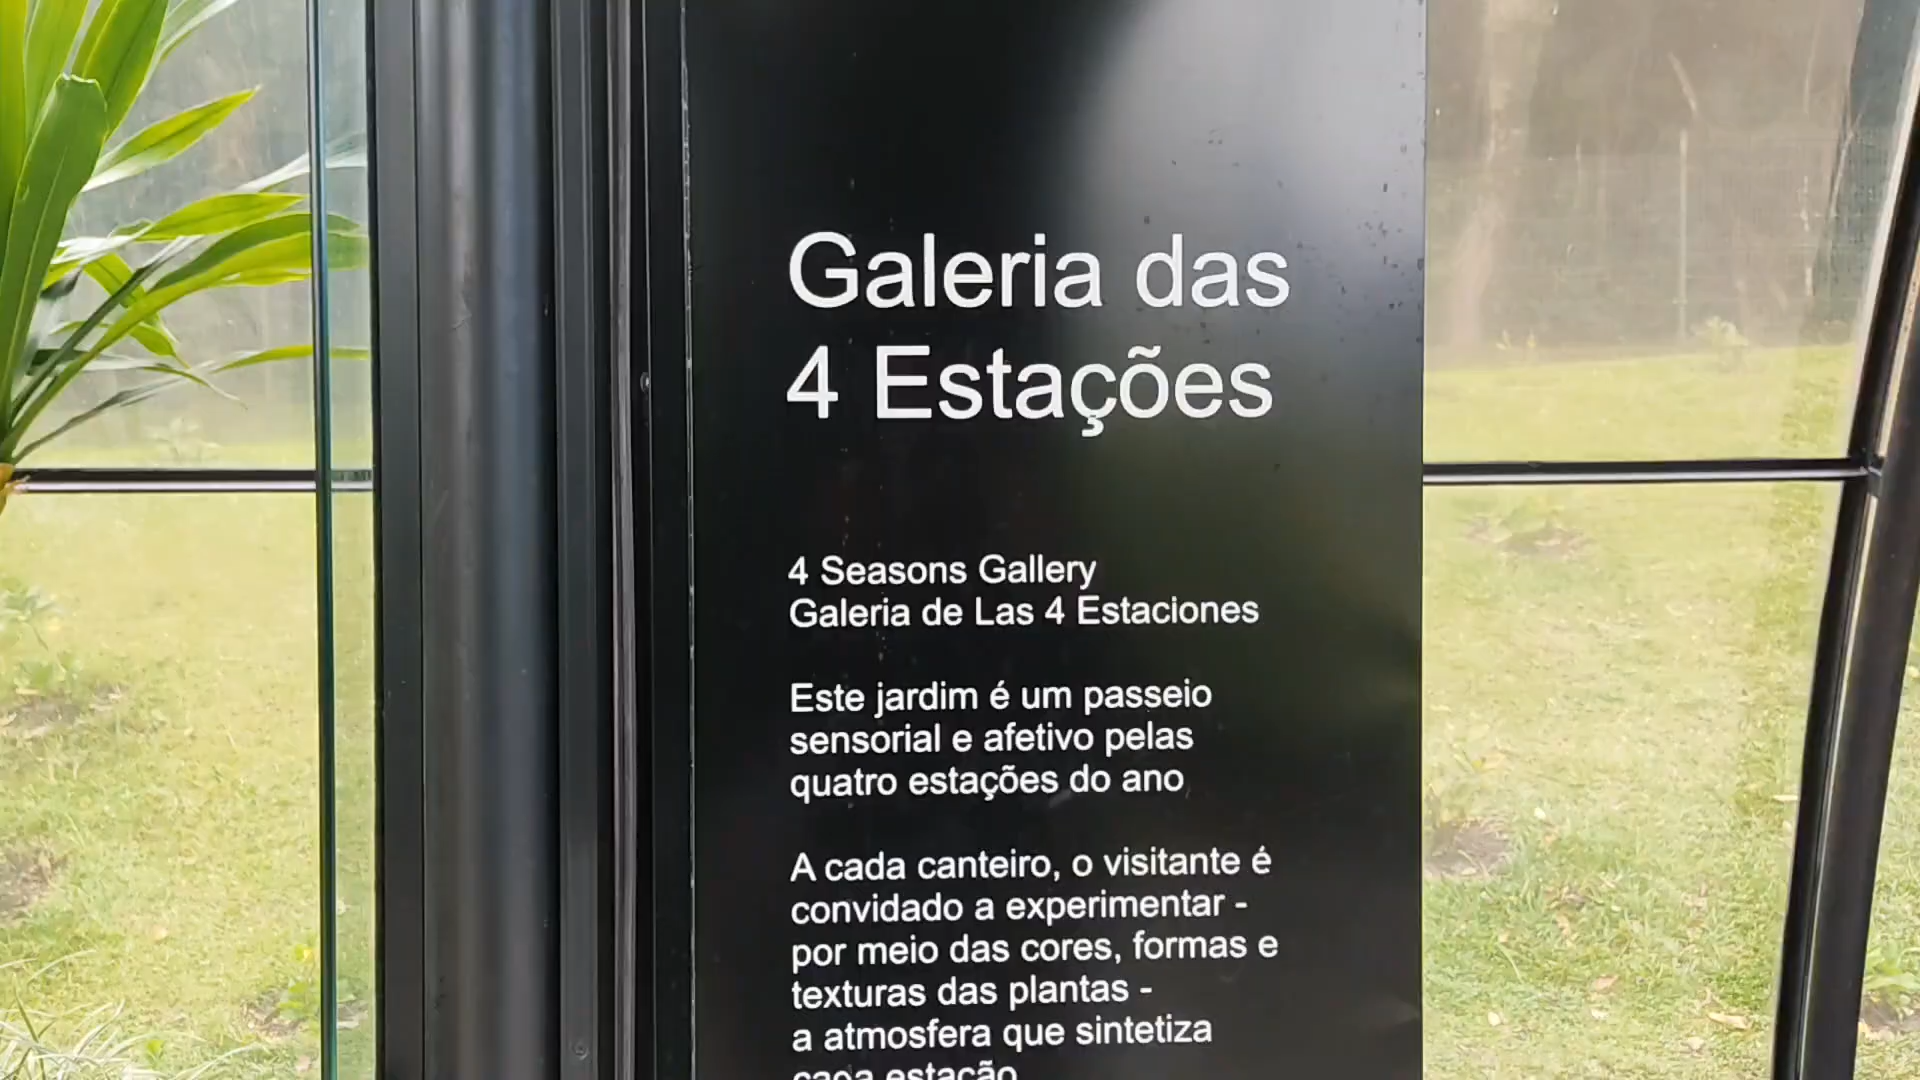 Galeria das
4 Estações
4 Seasons Gallery
Galeria de Las 4 Estaciones
Este jardim é um passeio
sensorial e afetivo pelas
quatro estações do ano
A cada canteiro, o visitante é
convidado a experimentar -
por meio das cores, formas e
texturas das plantas -
a atmosfera que sintetiza
cada estação